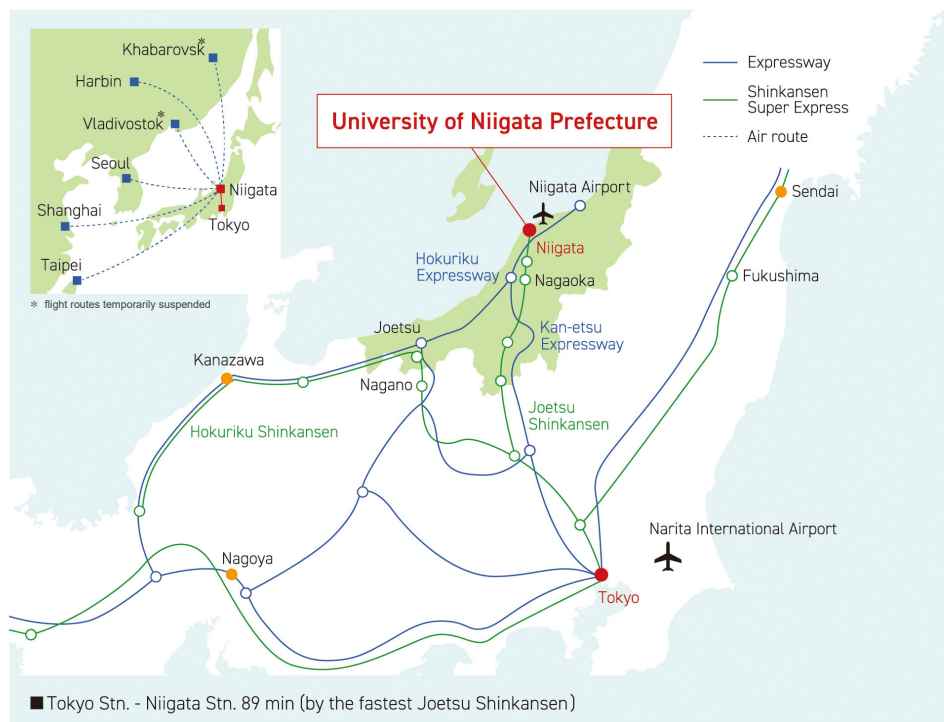 Khabarovsk*
Harbin
Vladivostok*
Seoul
Niigata
Shanghai
Tokyo
Taipei
* flight routes temporarily suspended
Expressway
Shinkansen
Super Express
Air route
University of Niigata Prefecture
Niigata Airport
Sendai
Niigata
Hokuriku
Expressway
Nagaoka
Fukushima
Joetsu
Kan-etsu
Expressway
Kanazawa
Nagano
Joetsu
Shinkansen
Hokuriku Shinkansen
Narita International Airport
Nagoya
Tokyo
■ Tokyo Stn. - Niigata Stn. 89 min (by the fastest Joetsu Shinkansen)